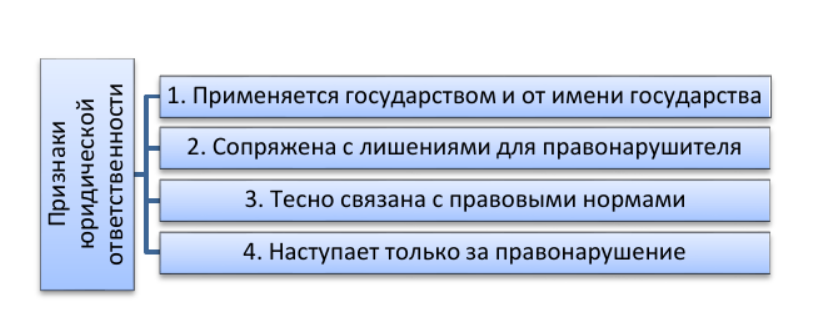 Признаки
юридической
ответственности
1. Применяется государством и от имени государства
2. Сопряжена с лишениями для правонарушителя
3. Тесно связана с правовыми нормами
4. Наступает только за правонарушение